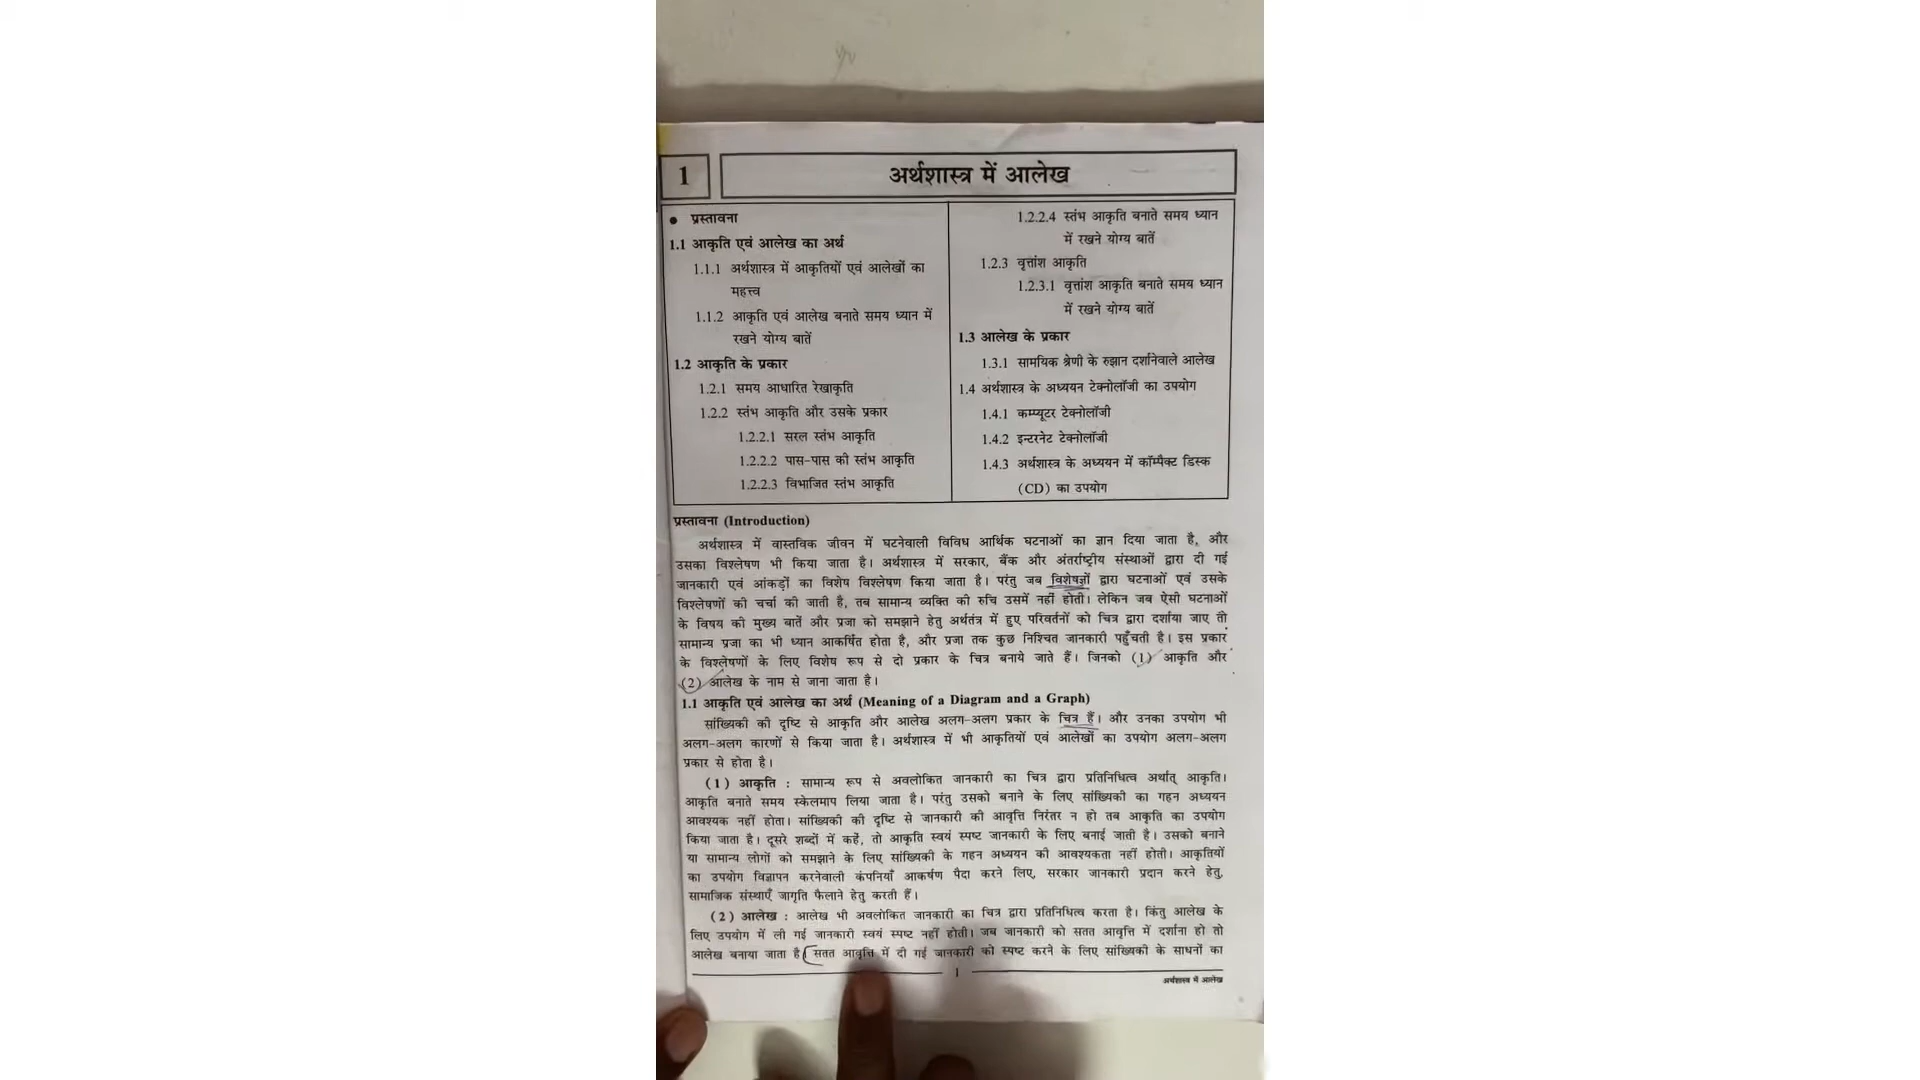 1
अर्थशास्त्र में आलेख
● प्रस्तावना
1.1 आकृति एवं आलेख का अर्थ
1.1.1 अर्थशास्त्र में आकृतियों एवं आलेखों का
महत्त्व
1.1.2 आकृति एवं आलेख बनाते समय ध्यान में
रखने योग्य बातें
1.2 आकृति के प्रकार
1.2.1 समय आधारित रेखाकृति
1.2.2 स्तंभ आकृति और उसके प्रकार
1.2.2.1 सरल स्तंभ आकृति
1.2.2.2 पास-पास की स्तंभ आकृति
1.2.2.3 विभाजित स्तंभ आकृति
1.2.2.4 स्तंभ आकृति बनाते समय ध्यान
में रखने योग्य बातें
1.2.3 वृत्तांश आकृति
1.2.3.1 वृत्तांश आकृति बनाते समय ध्यान
में रखने योग्य बातें
1.3 आलेख के प्रकार
1.3.1 सामयिक श्रेणी के रुझान दर्शानेवाले आलेख
1.4 अर्थशास्त्र के अध्ययन टेक्नोलॉजी का उपयोग
1.4.1 कम्प्यूटर टेक्नोलॉजी
1.4.2 इन्टरनेट टेक्नोलॉजी
1.4.3 अर्थशास्त्र के अध्ययन में कॉम्पैक्ट डिस्क
(CD) का उपयोग
प्रस्तावना (Introduction)
अर्थशास्त्र में वास्तविक जीवन में घटनेवाली विविध आर्थिक घटनाओं का ज्ञान दिया जाता है, और
उसका विश्लेषण भी किया जाता है। अर्थशास्त्र में सरकार, बैंक और अंतर्राष्ट्रीय संस्थाओं द्वारा दी गई
जानकारी एवं आंकड़ों का विशेष विश्लेषण किया जाता है। परंतु जब विशेषज्ञों द्वारा घटनाओं एवं उसके
विश्लेषणों की चर्चा की जाती है, तब सामान्य व्यक्ति की रुचि उसमें नहीं होती। लेकिन जब ऐसी घटनाओं
के विषय की मुख्य बातें और प्रजा को समझाने हेतु अर्थतंत्र में हुए परिवर्तनों को चित्र द्वारा दर्शाया जाए तो
सामान्य प्रजा का भी ध्यान आकर्षित होता है, और प्रजा तक कुछ निश्चित जानकारी पहुँचती है। इस प्रकार
के विश्लेषणों के लिए विशेष रूप से दो प्रकार के चित्र बनाये जाते हैं। जिनको (1) आकृति और
(2) आलेख के नाम से जाना जाता है।
1.1 आकृति एवं आलेख का अर्थ (Meaning of a Diagram and a Graph)
सांख्यिकी की दृष्टि से आकृति और आलेख अलग-अलग प्रकार के चित्र हैं। और उनका उपयोग भी
अलग-अलग कारणों से किया जाता है। अर्थशास्त्र में भी आकृतियों एवं आलेखों का उपयोग अलग-अलग
प्रकार से होता है।
(1) आकृति : सामान्य रूप से अवलोकित जानकारी का चित्र द्वारा प्रतिनिधित्व अर्थात् आकृति।
आकृति बनाते समय स्केलमाप लिया जाता है। परंतु उसको बनाने के लिए सांख्यिकी का गहन अध्ययन
आवश्यक नहीं होता। सांख्यिकी की दृष्टि से जानकारी की आवृत्ति निरंतर न हो तब आकृति का उपयोग
किया जाता है। दूसरे शब्दों में कहें, तो आकृति स्वयं स्पष्ट जानकारी के लिए बनाई जाती है। उसको बनाने
या सामान्य लोगों को समझाने के लिए सांख्यिकी के गहन अध्ययन की आवश्यकता नहीं होती। आकृतियों
का उपयोग विज्ञापन करनेवाली कंपनियाँ आकर्षण पैदा करने लिए, सरकार जानकारी प्रदान करने हेतु,
सामाजिक संस्थाएँ जागृति फैलाने हेतु करती हैं।
(2) आलेख : आलेख भी अवलोकित जानकारी का चित्र द्वारा प्रतिनिधित्व करता है। किंतु आलेख के
लिए उपयोग में ली गई जानकारी स्वयं स्पष्ट नहीं होती। जब जानकारी को सतत आवृत्ति में दर्शाना हो तो
आलेख बनाया जाता है। सतत आवृत्ति में दी गई जानकारी को स्पष्ट करने के लिए सांख्यिकी के साधनों का
1
अर्थशास्त्र में आलेख